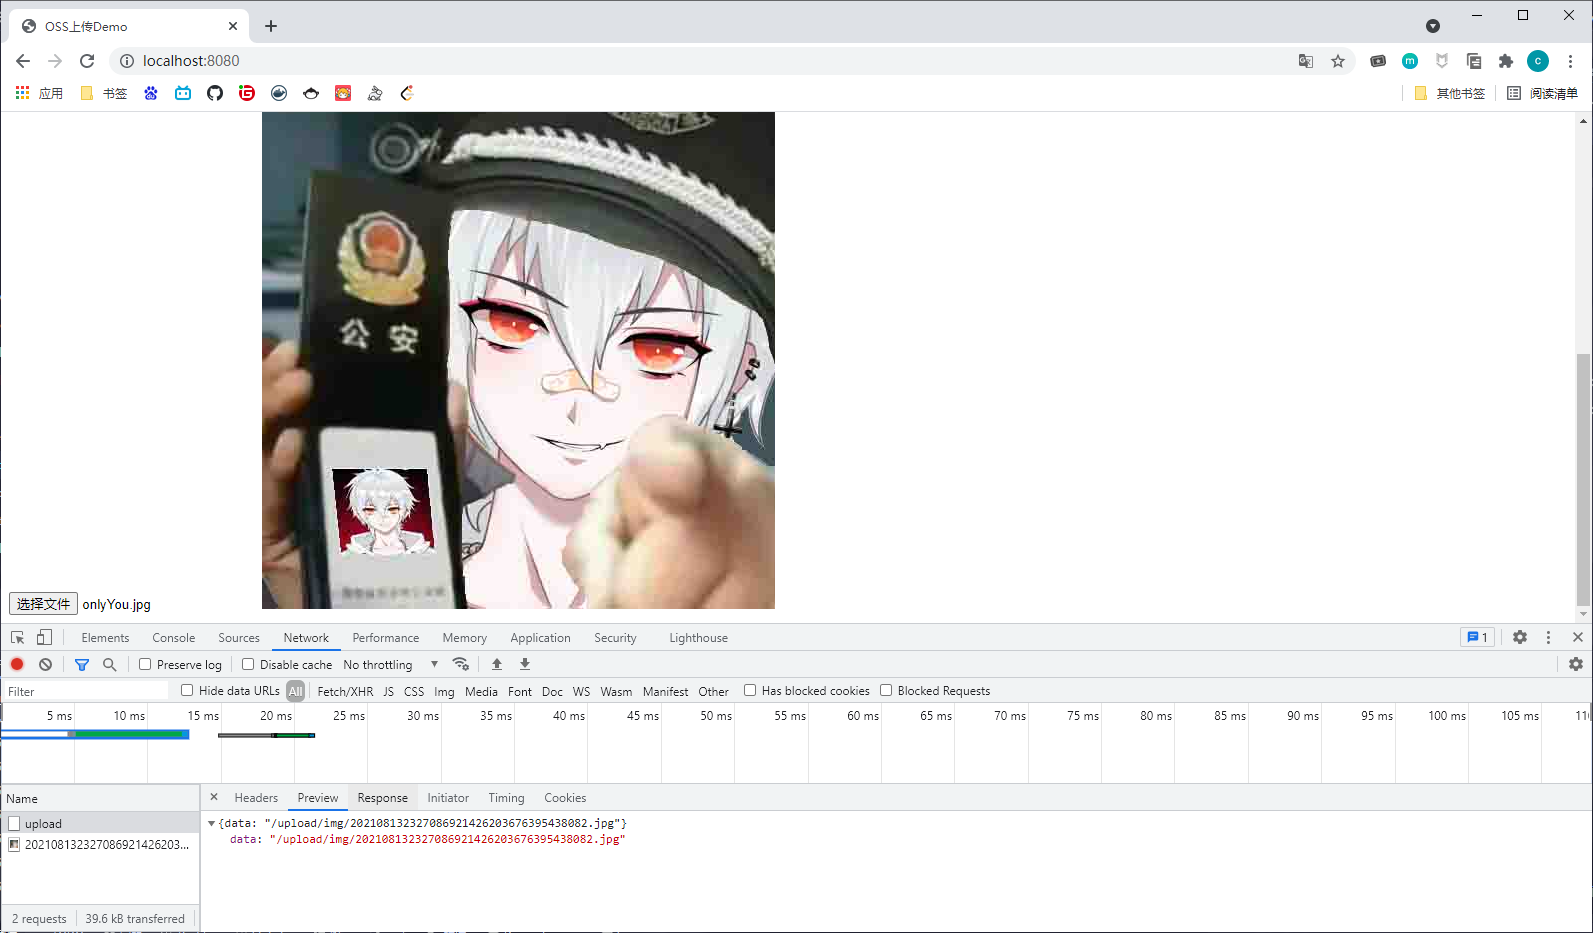 OSS上传Demo
localhost:8080
应用 书签 其他书签 阅读清单
公安
选择文件 onlyYou.jpg
Elements Console Sources Network Performance Memory Application Security Lighthouse 1
Preserve log Disable cache No throttling
Filter Hide data URLs All Fetch/XHR JS CSS Img Media Font Doc WS Wasm Manifest Other Has blocked cookies Blocked Requests
5 ms 10 ms 15 ms 20 ms 25 ms 30 ms 35 ms 40 ms 45 ms 50 ms 55 ms 60 ms 65 ms 70 ms 75 ms 80 ms 85 ms 90 ms 95 ms 100 ms 105 ms
Name Headers Preview Response Initiator Timing Cookies
upload
{data: "/upload/img/20210813232708692142620367639543​8082.jpg"}
data: "/upload/img/202108132327086921426203676395438082.jpg"
202108132327086921426203...
2 requests 39.6 kB transferred